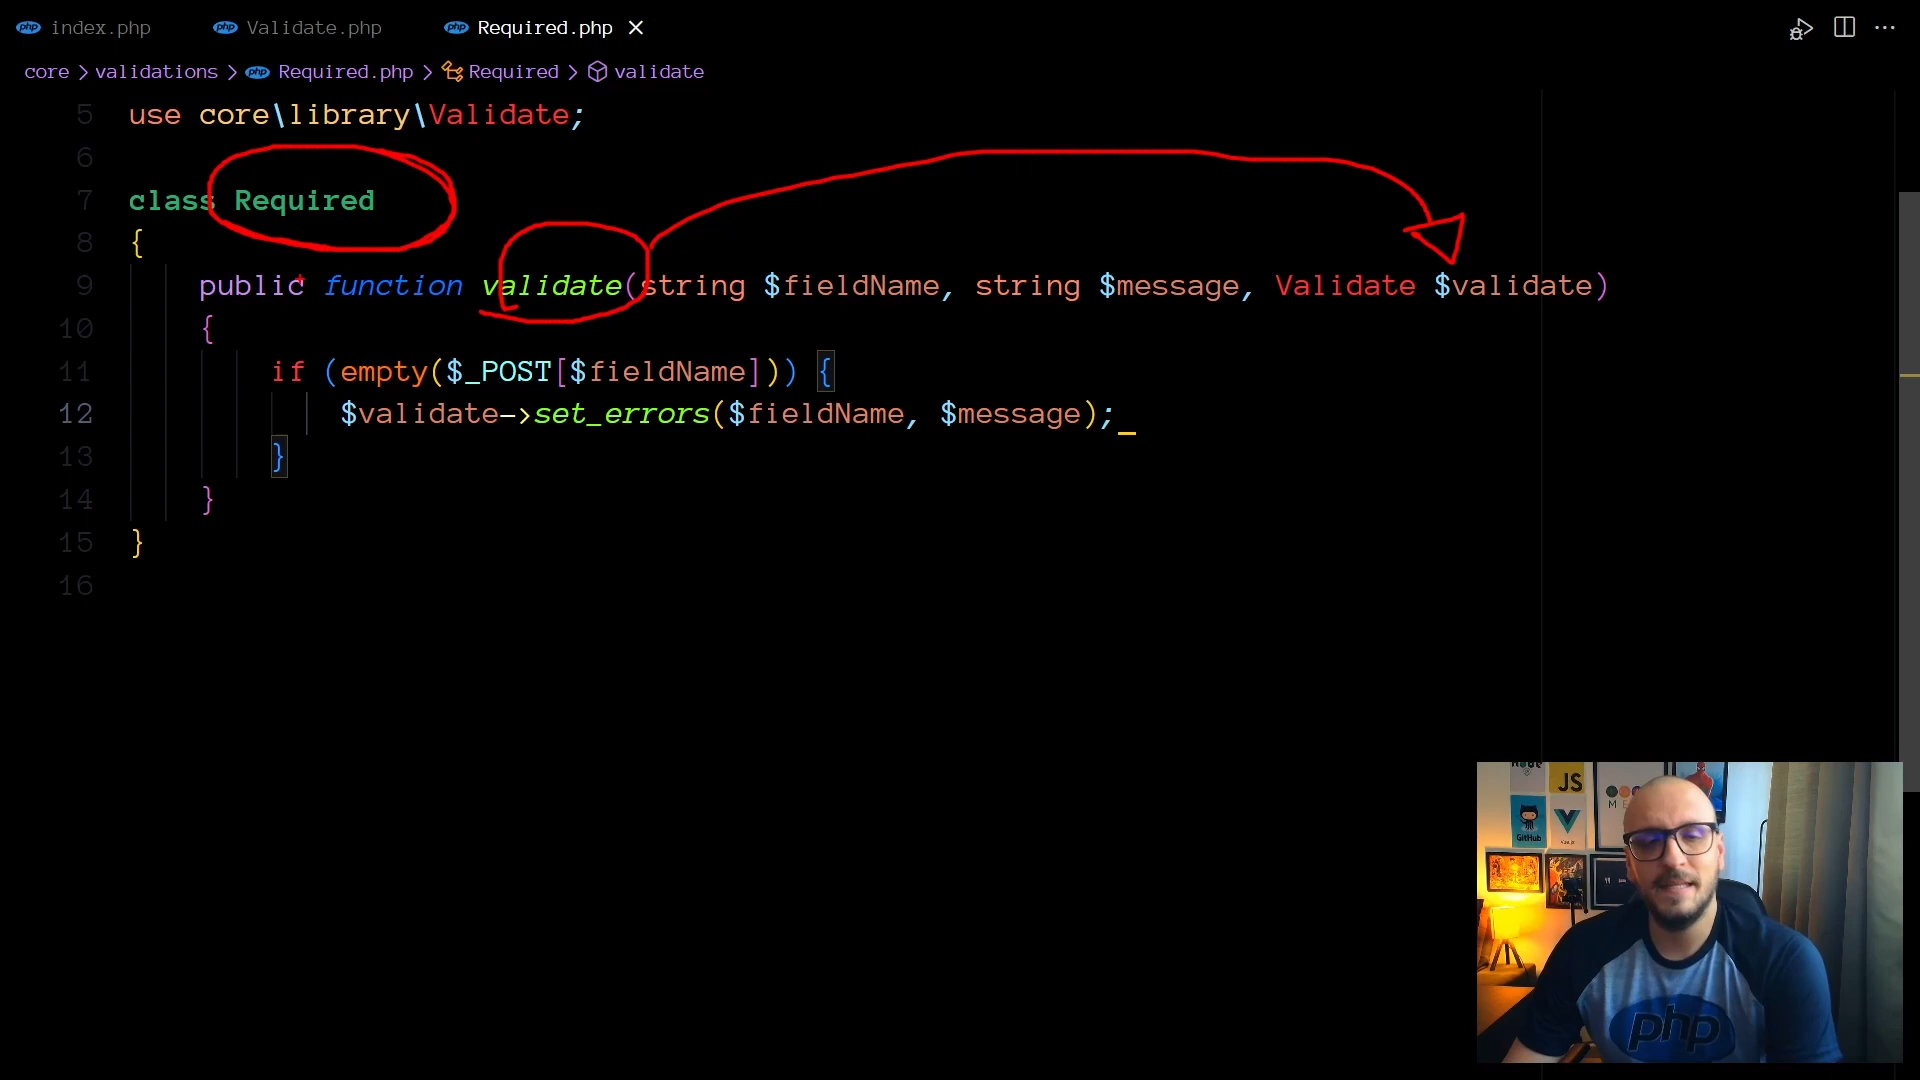 index.php Validate.php Required.php
core > validations > Required.php > Required > validate
5 use core\library\Validate;
6
7 class Required
8 {
9 public function validate(string $fieldName, string $message, Validate $validate)
10 {
11 if (empty($_POST[$fieldName])) {
12 $validate->set_errors($fieldName, $message);
13 }
14 }
15 }
16
JS
GitHub
php